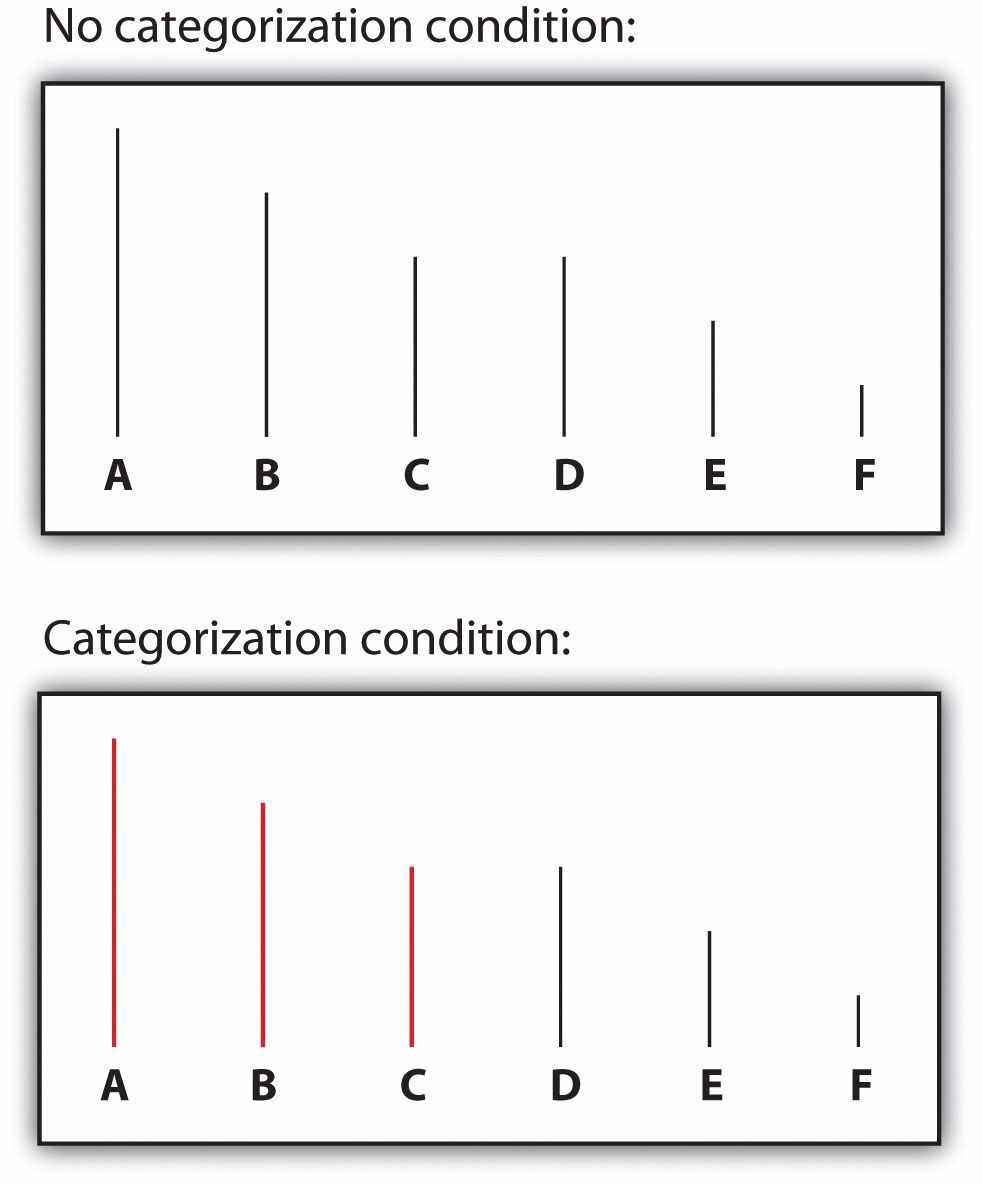 No categorization condition:
A B C D E F
Categorization condition:
A B C D E F